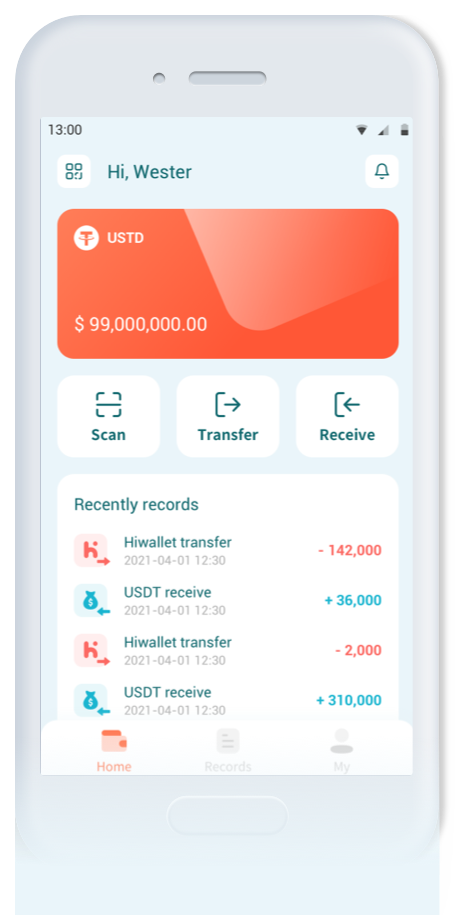 13:00
Hi, Wester
USTD
$ 99,000,000.00
Scan
Transfer
Receive
Recently records
Hiwallet transfer
- 142,000
2021-04-01 12:30
USDT receive
+ 36,000
2021-04-01 12:30
Hiwallet transfer
- 2,000
2021-04-01 12:30
USDT receive
+ 310,000
2021-04-01 12:30
Home
Records
My